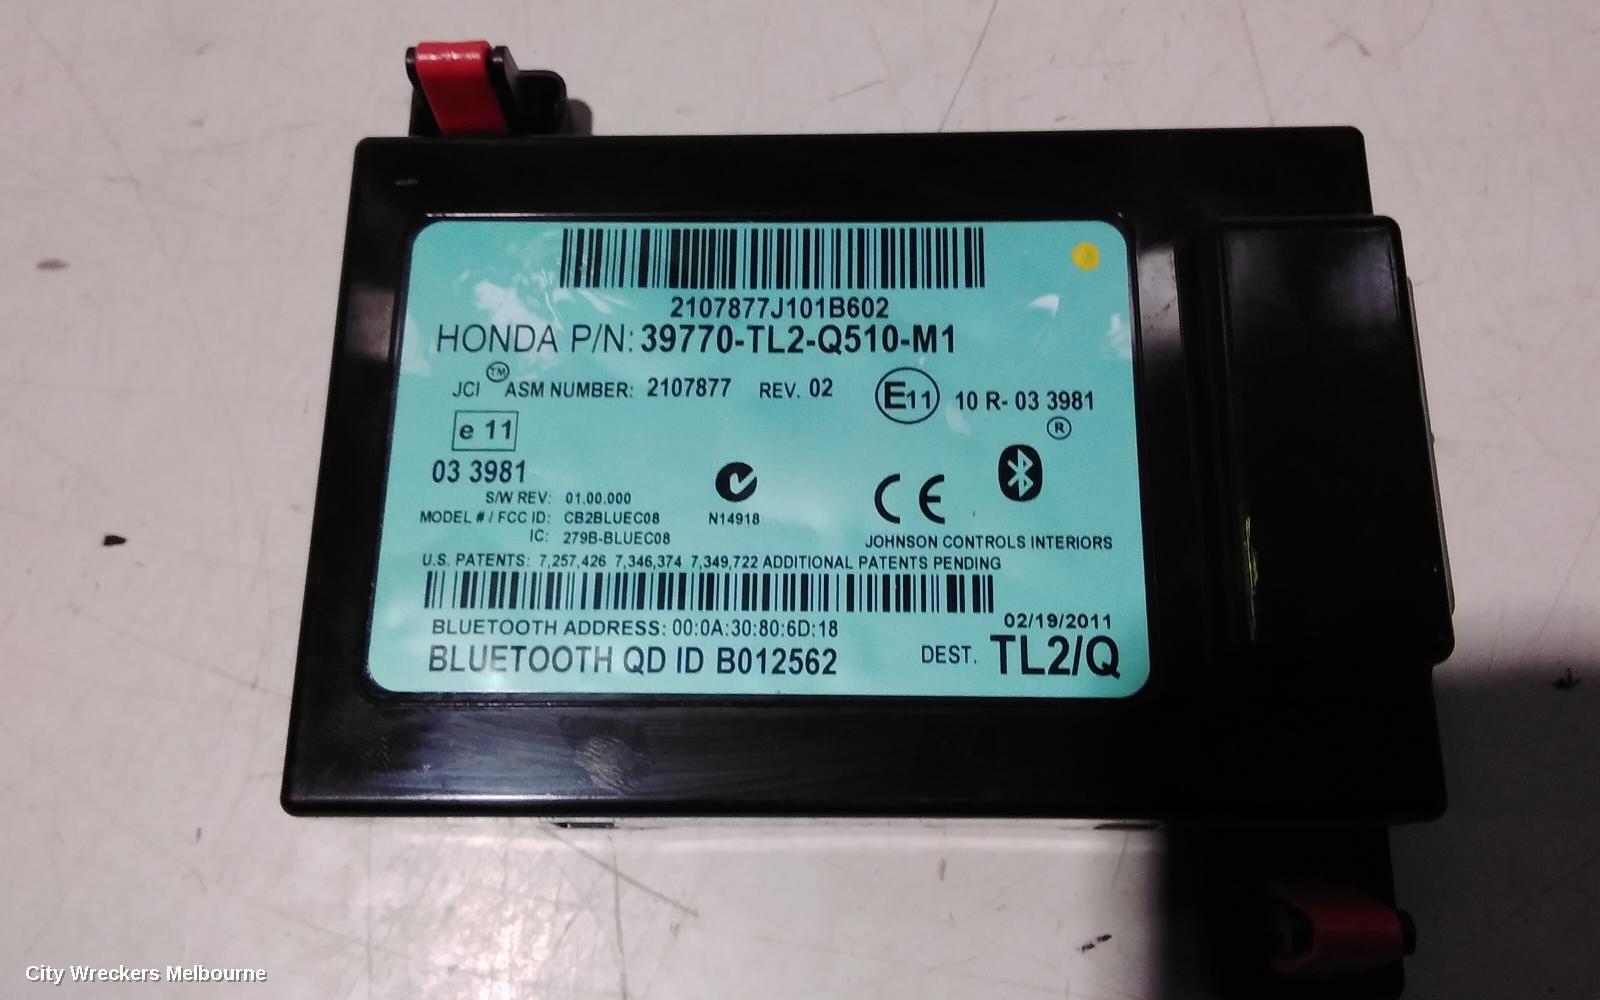 2107877J101B602
HONDA P/N: 39770-TL2-Q510-M1
JCI TM ASM NUMBER: 2107877 REV. 02
E11 10 R- 03 3981
e 11
03 3981
®
S/W REV: 01.00.000
MODEL # / FCC ID: CB2BLUEC08
IC: 279B-BLUEC08
N14918
CE
JOHNSON CONTROLS INTERIORS
U.S. PATENTS: 7,257,426 7,346,374 7,349,722 ADDITIONAL PATENTS PENDING
BLUETOOTH ADDRESS: 00:0A:30:80:6D:18
02/19/2011
BLUETOOTH QD ID B012562
DEST. TL2/Q
City Wreckers Melbourne